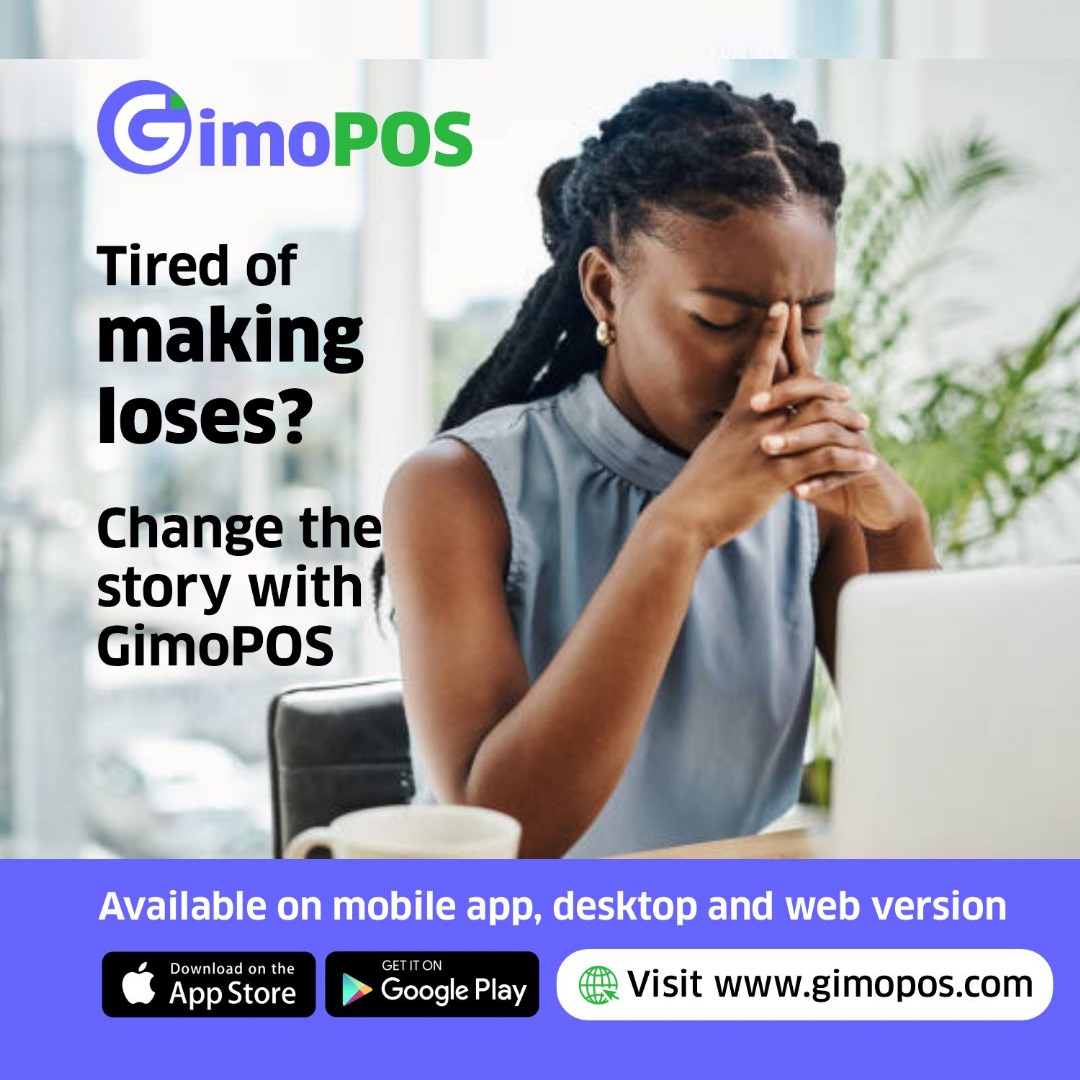 GimoPOS
Tired of
making
loses?
Change the
story with
GimoPOS
Available on mobile app, desktop and web version
Download on the
App Store
GET IT ON
Google Play
Visit www.gimopos.com